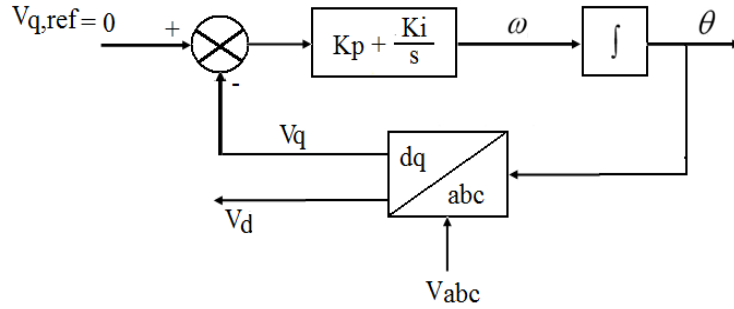 Vq,ref = 0
+
-
Kp + Ki/s
ω
∫
θ
Vq
dq
abc
Vd
Vabc